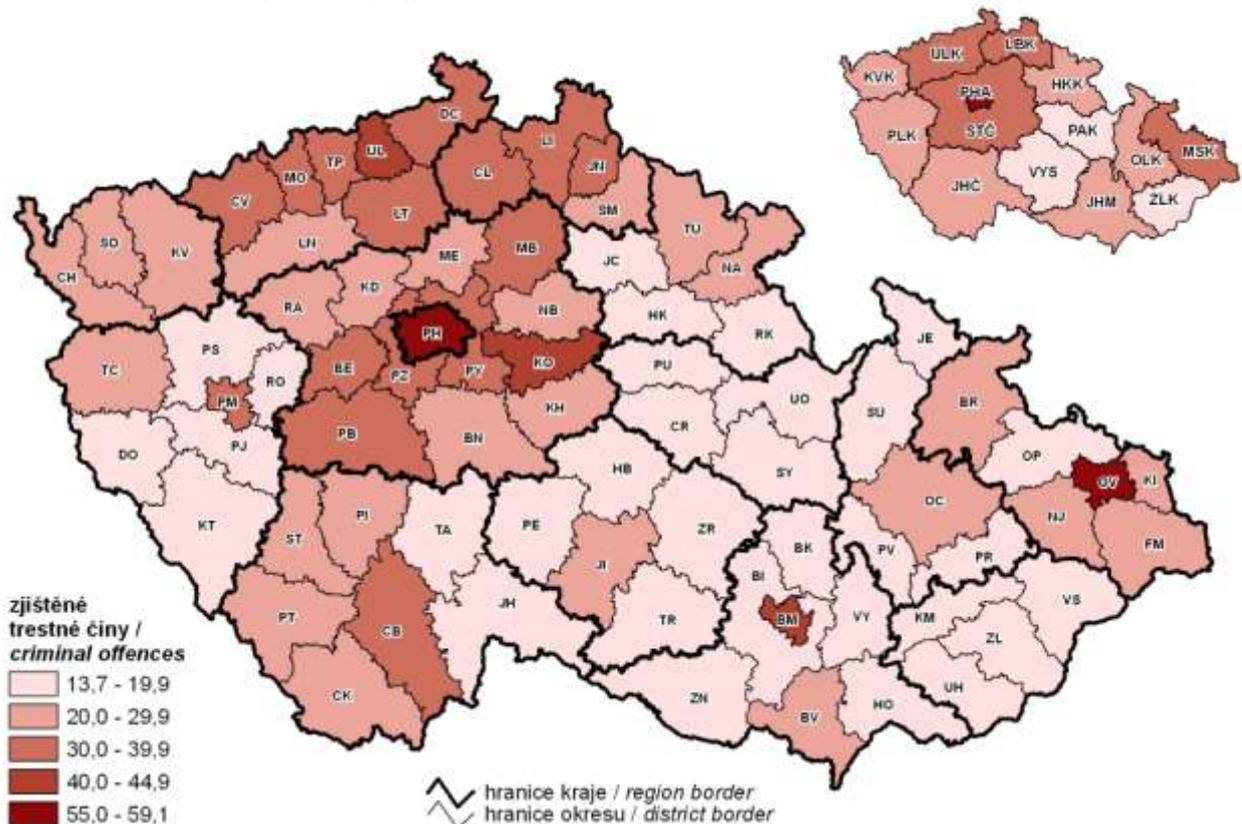 LBK
ULK
KVK
HKK
PHA
STČ
PLK
PAK
MSK
OLK
VYS
JHČ
JHM
ZLK
DC
LI
UL
TP
MO
JN
CL
CV
LT
SM
SO
KV
LN
TU
MB
ME
JC
CH
NA
KD
RA
NB
HK
PH
RK
JE
PS
KO
PU
TČ
BE
RO
PZ
PY
PM
KH
UO
BR
SU
PB
CR
BN
DO
PJ
OP
HB
SY
OV
KI
OC
KT
PI
NJ
TA
PE
ZR
ST
BK
FM
PV
PR
JI
BI
VS
JH
PT
CB
TR
BM
VY
KM
ZL
UH
CK
ZN
HO
BV
zjištěné
trestné činy /
criminal offences
13,7 - 19,9
20,0 - 29,9
30,0 - 39,9
40,0 - 44,9
55,0 - 59,1
hranice kraje / region border
hranice okresu / district border